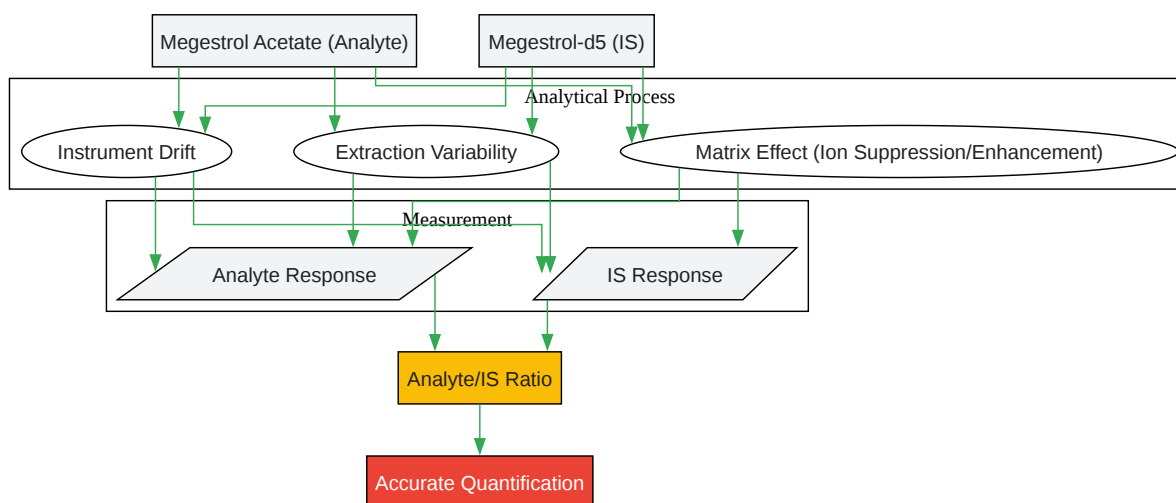 Megestrol Acetate (Analyte)
Megestrol-d5 (IS)
Analytical Process
Instrument Drift
Extraction Variability
Matrix Effect (Ion Suppression/Enhancement)
Measurement
Analyte Response
IS Response
Analyte/IS Ratio
Accurate Quantification